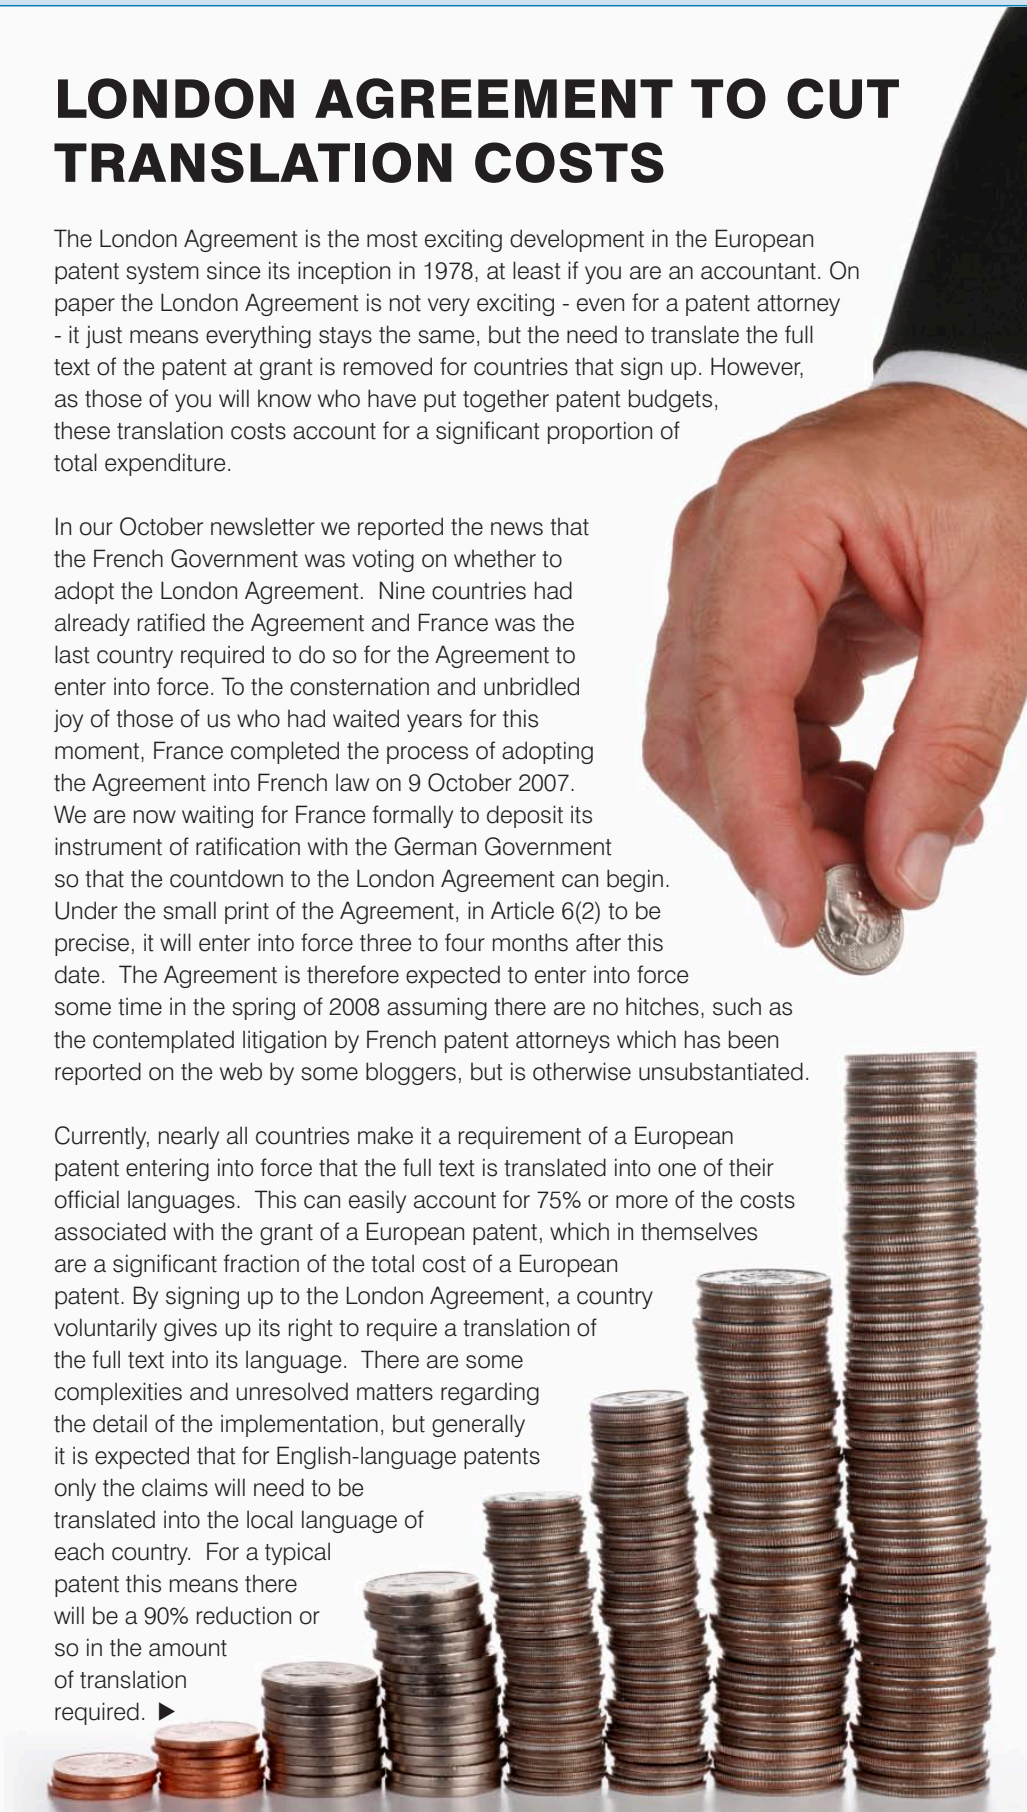 LONDON AGREEMENT TO CUT
TRANSLATION COSTS
The London Agreement is the most exciting development in the European
patent system since its inception in 1978, at least if you are an accountant. On
paper the London Agreement is not very exciting - even for a patent attorney
- it just means everything stays the same, but the need to translate the full
text of the patent at grant is removed for countries that sign up. However,
as those of you will know who have put together patent budgets,
these translation costs account for a significant proportion of
total expenditure.
In our October newsletter we reported the news that
the French Government was voting on whether to
adopt the London Agreement.  Nine countries had
already ratified the Agreement and France was the
last country required to do so for the Agreement to
enter into force. To the consternation and unbridled
joy of those of us who had waited years for this
moment, France completed the process of adopting
the Agreement into French law on 9 October 2007.
We are now waiting for France formally to deposit its
instrument of ratification with the German Government
so that the countdown to the London Agreement can begin.
Under the small print of the Agreement, in Article 6(2) to be
precise, it will enter into force three to four months after this
date.  The Agreement is therefore expected to enter into force
some time in the spring of 2008 assuming there are no hitches, such as
the contemplated litigation by French patent attorneys which has been
reported on the web by some bloggers, but is otherwise unsubstantiated.
Currently, nearly all countries make it a requirement of a European
patent entering into force that the full text is translated into one of their
official languages.  This can easily account for 75% or more of the costs
associated with the grant of a European patent, which in themselves
are a significant fraction of the total cost of a European
patent. By signing up to the London Agreement, a country
voluntarily gives up its right to require a translation of
the full text into its language.  There are some
complexities and unresolved matters regarding
the detail of the implementation, but generally
it is expected that for English-language patents
only the claims will need to be
translated into the local language of
each country.  For a typical
patent this means there
will be a 90% reduction or
so in the amount
of translation
required. ▶